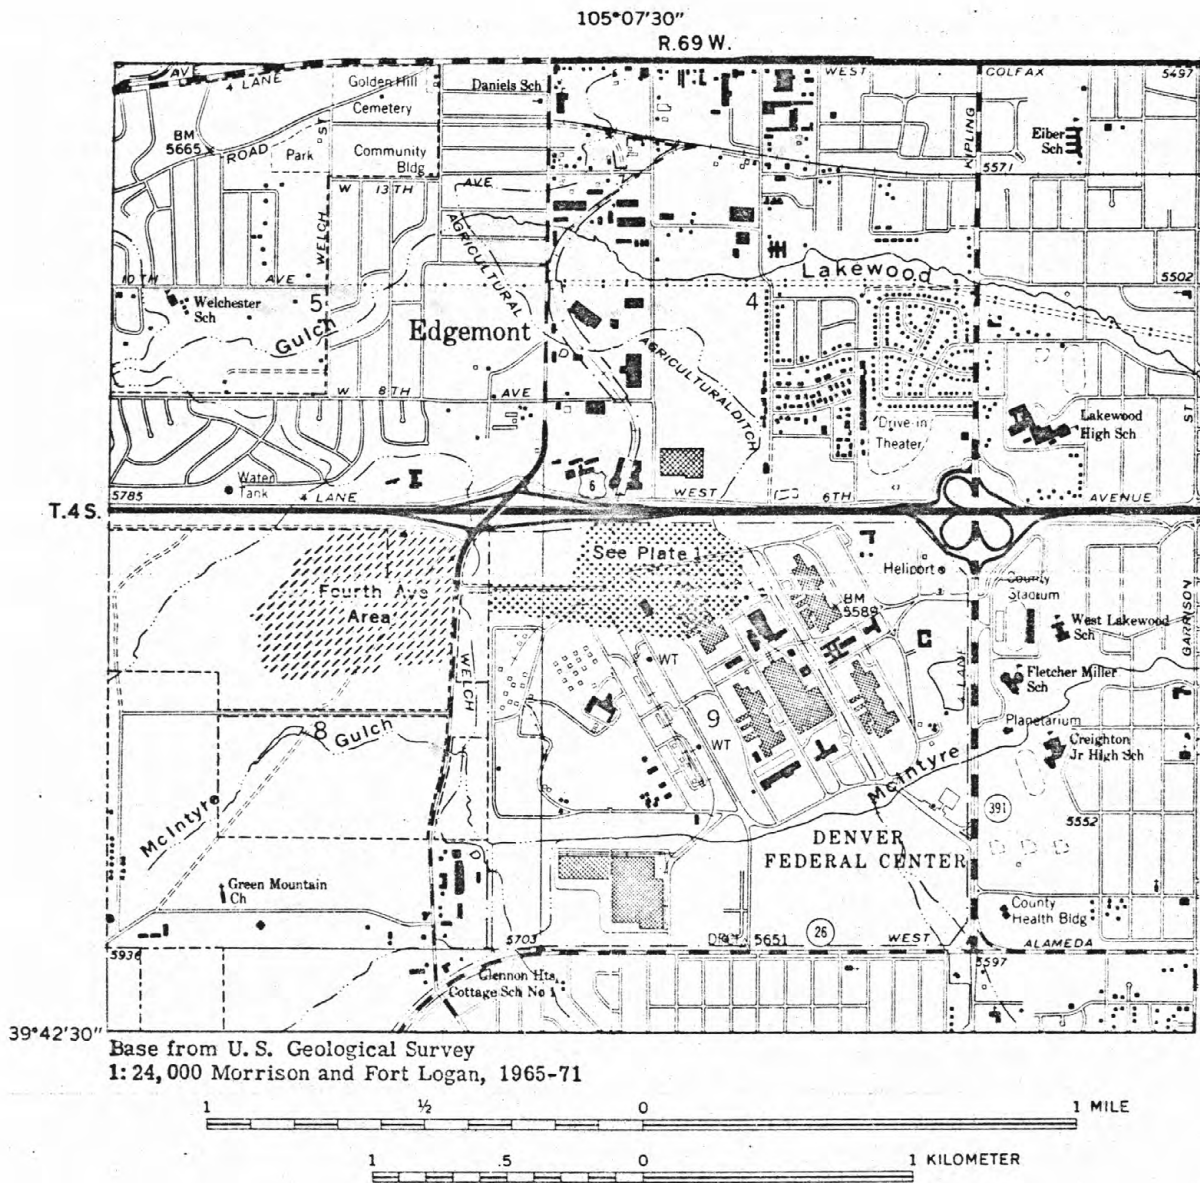 105°07'30"
R.69 W.
AVE
4 LANE
Golden Hill
Cemetery
Daniels Sch
WEST
COLFAX
5497
BM
5665
ROAD
ST
Park
Community
Bldg
KIPLING
Eiber
Sch
5571
W 13TH AVE
WELCH
AGRICULTURAL
10TH AVE
Welchester
Sch
5
Gulch
Edgemont
4
Lakewood
5502
AGRICULTURAL DITCH
W 8TH AVE
Drive-in
Theater
Lakewood
High Sch
ST
Water
Tank
5785
4 LANE
6
WEST 6TH AVENUE
T.4 S.
See Plate 1
Fourth Ave
Area
Heliport
County
Stadium
BM
5589
West Lakewood
Sch
GARRISON
WELCH
WT
4 LANE
Fletcher Miller
Sch
8
Gulch
9
WT
Planetarium
Creighton
Jr High Sch
McIntyre
McIntyre
391
5552
DENVER
FEDERAL CENTER
Green Mountain
Ch
County
Health Bldg
5703
5651
26
WEST
ALAMEDA
5936
5597
Glennon Hts
Cottage Sch No 1
39°42'30"
Base from U. S. Geological Survey
1:24,000 Morrison and Fort Logan, 1965-71
1 ½ 0 1 MILE
1 .5 0 1 KILOMETER